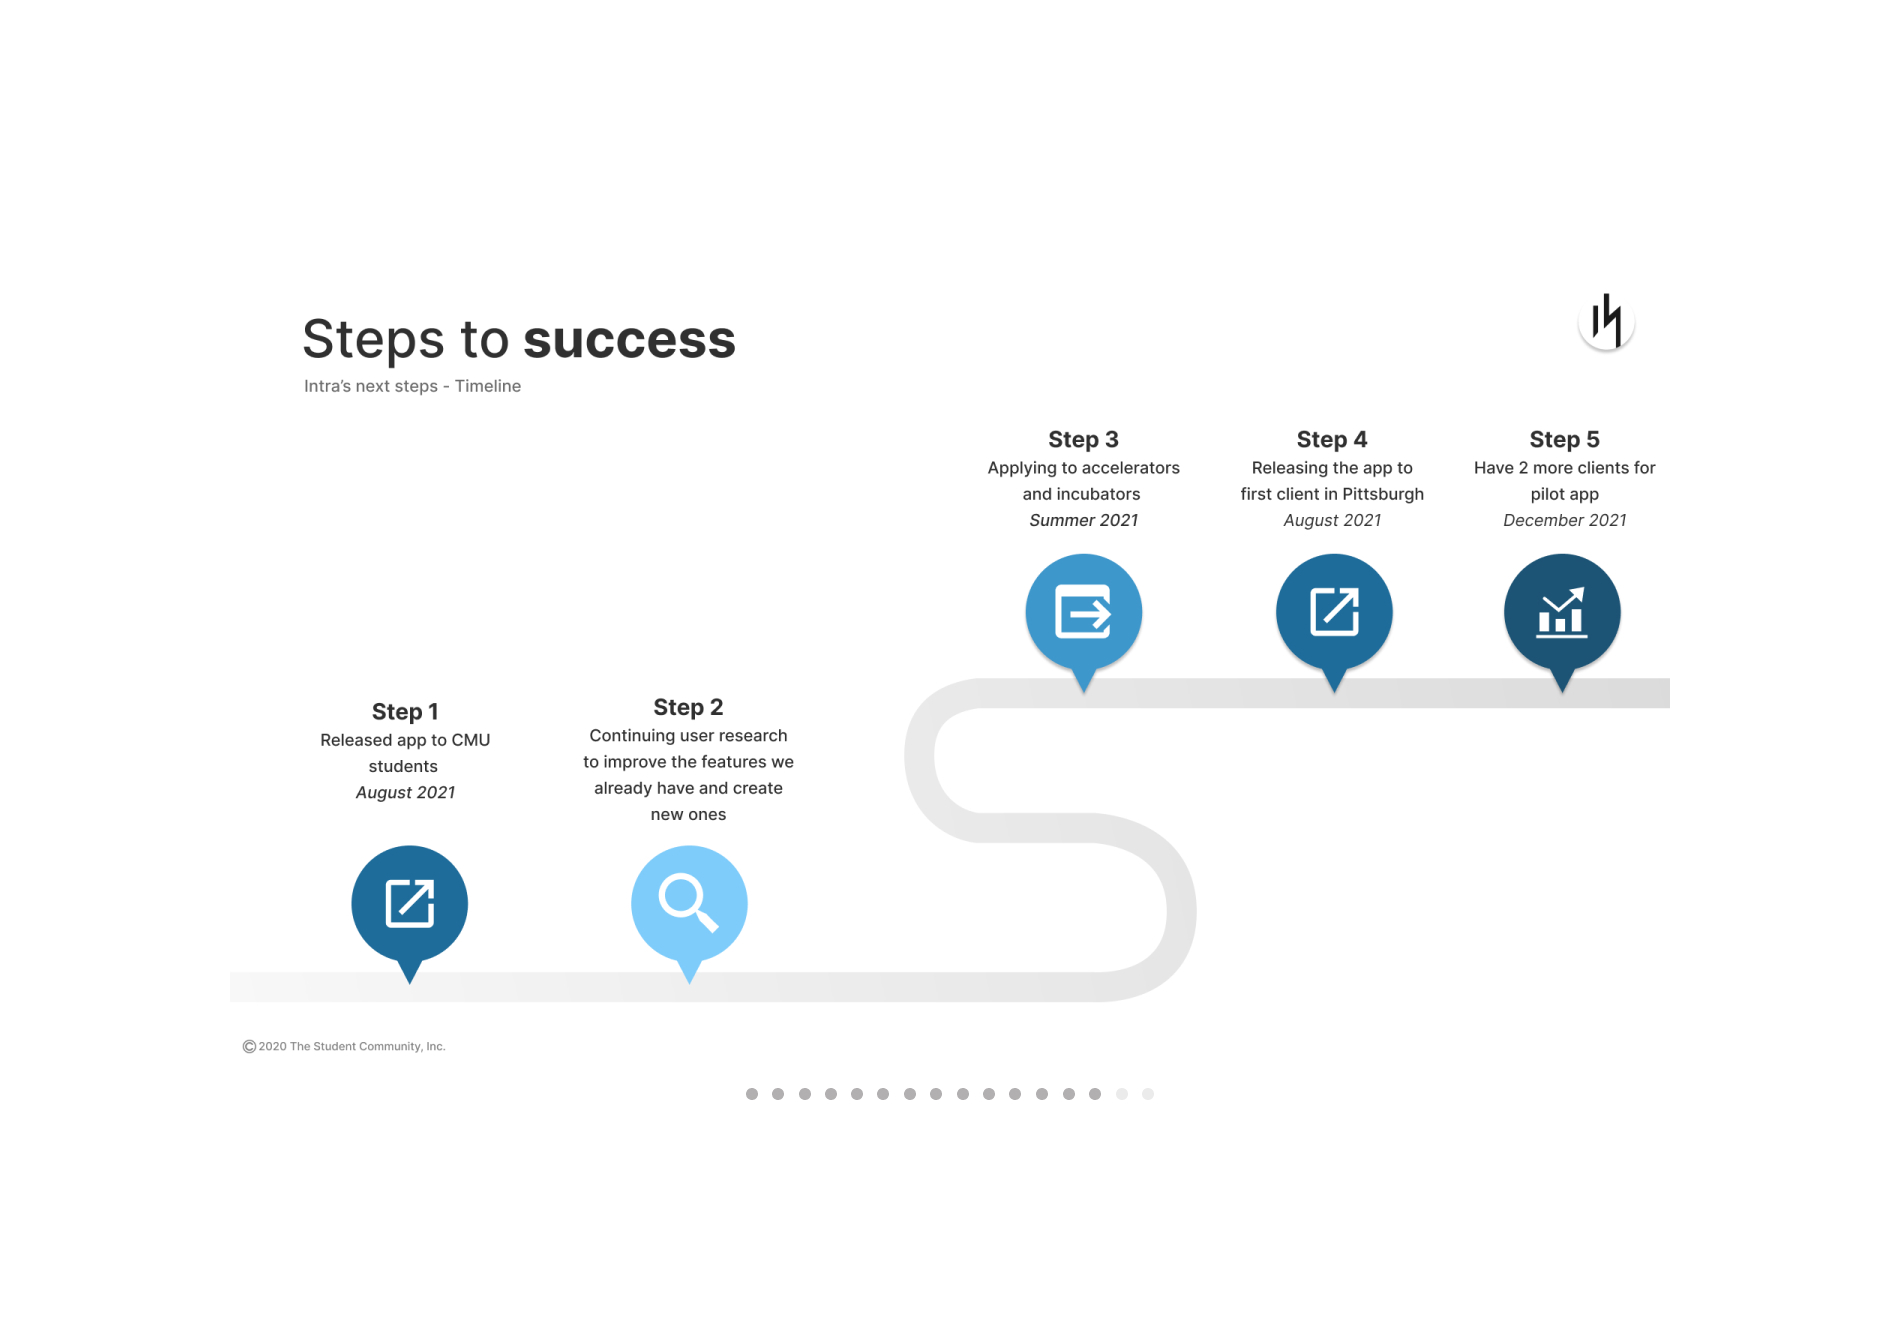 Steps to success
Intra’s next steps - Timeline
Step 1
Released app to CMU
students
August 2021
Step 2
Continuing user research
to improve the features we
already have and create
new ones
Step 3
Applying to accelerators
and incubators
Summer 2021
Step 4
Releasing the app to
first client in Pittsburgh
August 2021
Step 5
Have 2 more clients for
pilot app
December 2021
© 2020 The Student Community, Inc.